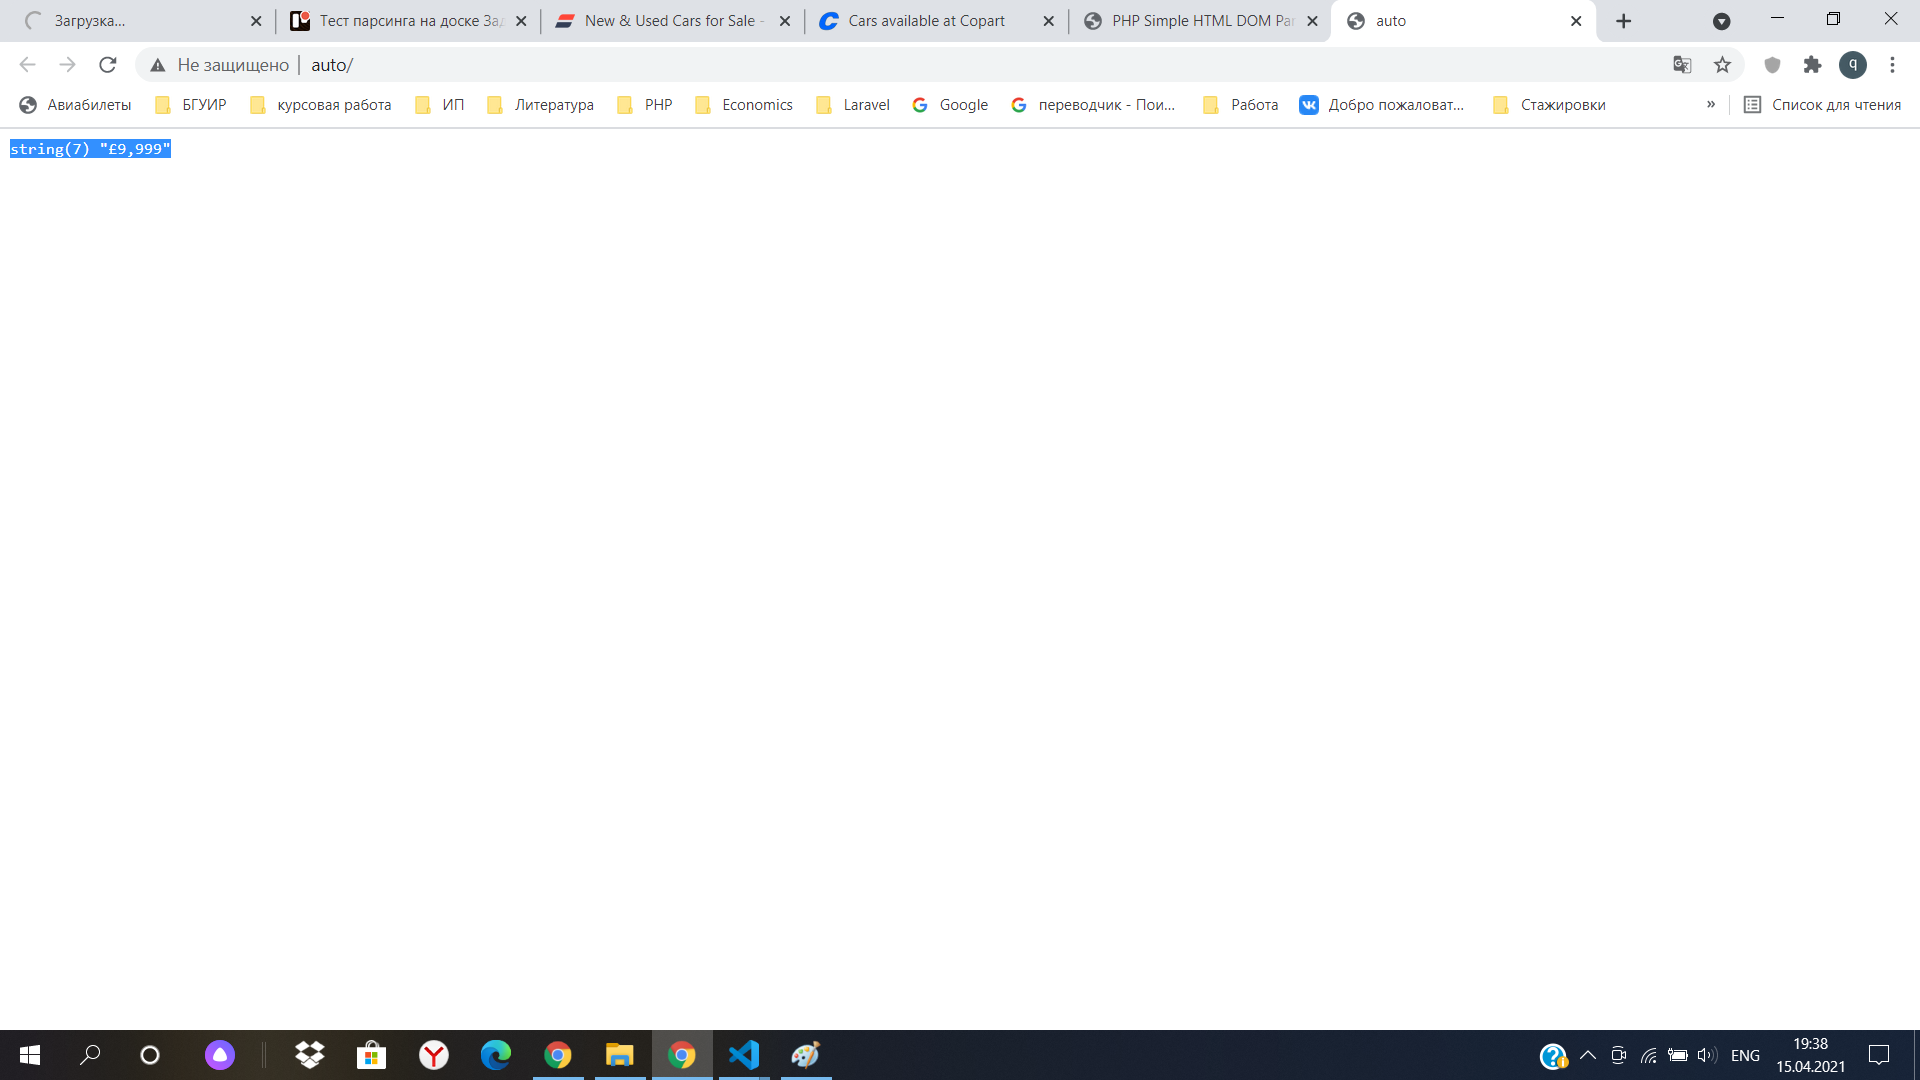 Загрузка...
Тест парсинга на доске Зад
New & Used Cars for Sale -
Cars available at Copart
PHP Simple HTML DOM Par
auto
Не защищено
auto/
q
Авиабилеты
БГУИР
курсовая работа
ИП
Литература
PHP
Economics
Laravel
Google
переводчик - Пои...
Работа
Добро пожаловат...
Стажировки
»
Список для чтения
string(7) "£9,999"
ENG
19:38
15.04.2021